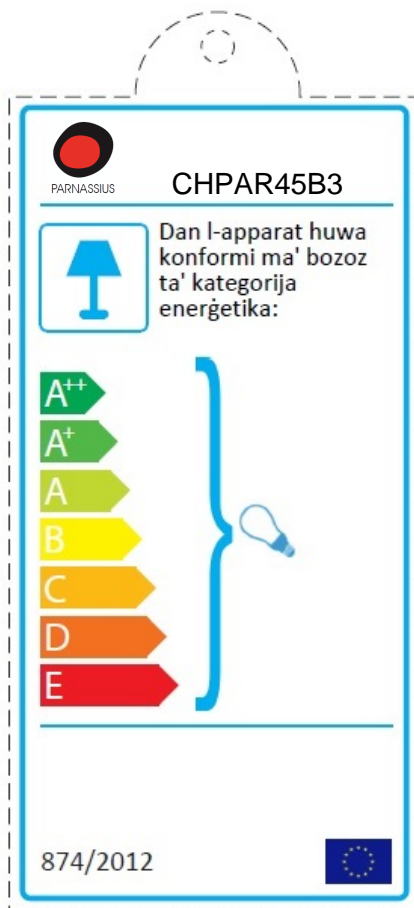 PARNASSIUS
CHPAR45B3
Dan l-apparat huwa
konformi ma' bozoz
ta' kategorija
enerġetika:
A++
A+
A
B
C
D
E
874/2012